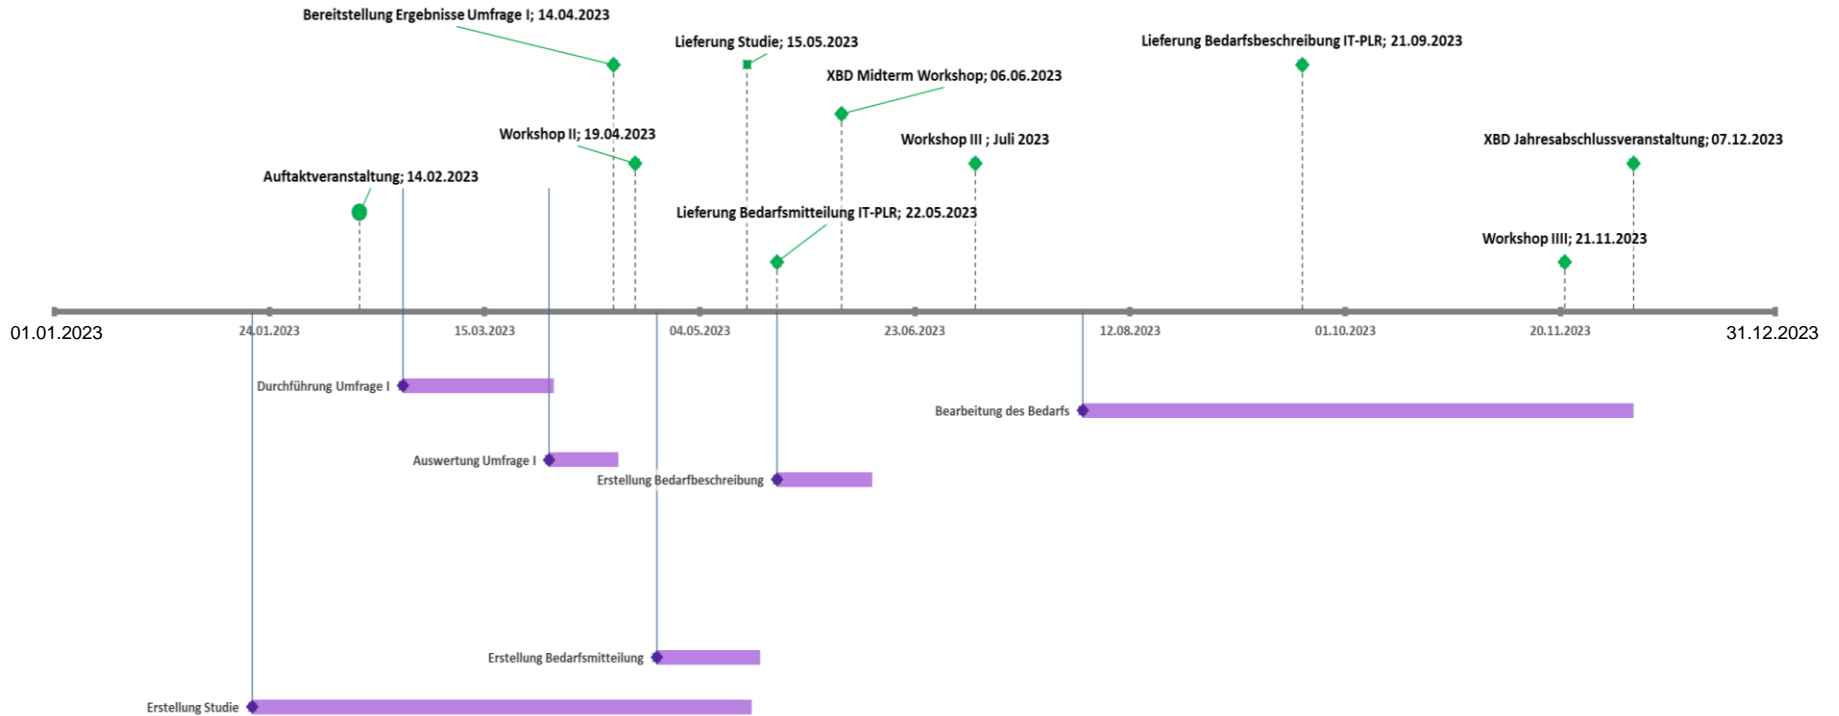 Bereitstellung Ergebnisse Umfrage I; 14.04.2023
Lieferung Studie; 15.05.2023
Lieferung Bedarfsbeschreibung IT-PLR; 21.09.2023
XBD Midterm Workshop; 06.06.2023
Workshop II; 19.04.2023
Workshop III ; Juli 2023
XBD Jahresabschlussveranstaltung; 07.12.2023
Auftaktveranstaltung; 14.02.2023
Lieferung Bedarfsmitteilung IT-PLR; 22.05.2023
Workshop IIII; 21.11.2023
01.01.2023
24.01.2023
15.03.2023
04.05.2023
23.06.2023
12.08.2023
01.10.2023
20.11.2023
31.12.2023
Durchführung Umfrage I
Bearbeitung des Bedarfs
Auswertung Umfrage I
Erstellung Bedarfbeschreibung
Erstellung Bedarfsmitteilung
Erstellung Studie